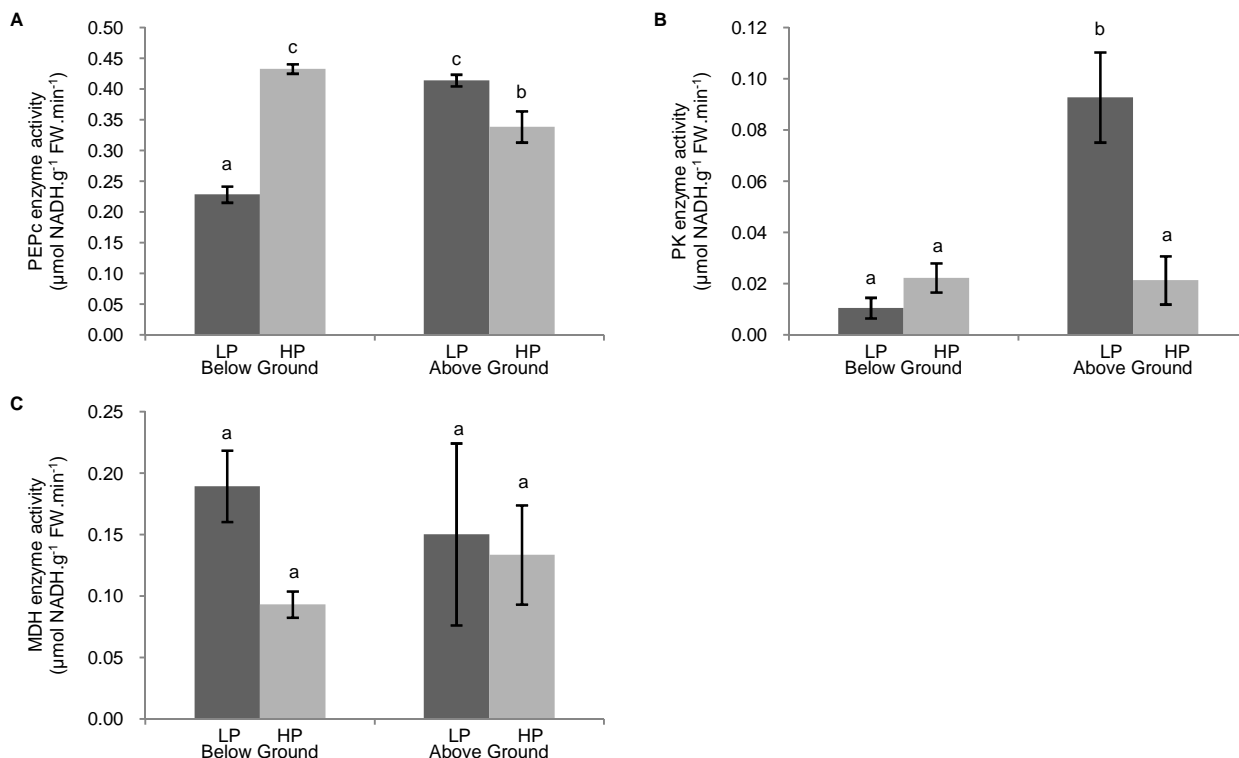 A
PEPc enzyme activity
(µmol NADH.g⁻¹ FW.min⁻¹)
0.50
0.45
0.40
0.35
0.30
0.25
0.20
0.15
0.10
0.05
0.00
a
c
c
b
LP HP LP HP
Below Ground Above Ground
B
PK enzyme activity
(µmol NADH.g⁻¹ FW.min⁻¹)
0.12
0.10
0.08
0.06
0.04
0.02
0.00
a
a
b
a
LP HP LP HP
Below Ground Above Ground
C
MDH enzyme activity
(µmol NADH.g⁻¹ FW.min⁻¹)
0.25
0.20
0.15
0.10
0.05
0.00
a
a
a
a
LP HP LP HP
Below Ground Above Ground